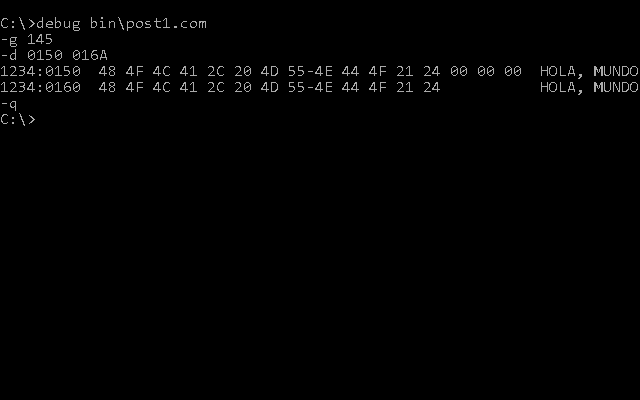 C:\>debug bin\post1.com
-g 145
-d 0150 016A
1234:0150  48 4F 4C 41 2C 20 4D 55-4E 44 4F 21 24 00 00 00  HOLA, MUNDO
1234:0160  48 4F 4C 41 2C 20 4D 55-4E 44 4F 21 24           HOLA, MUNDO
-q
C:\>